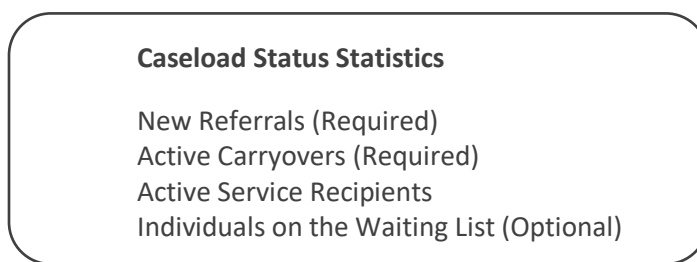 Caseload Status Statistics
New Referrals (Required)
Active Carryovers (Required)
Active Service Recipients
Individuals on the Waiting List (Optional)